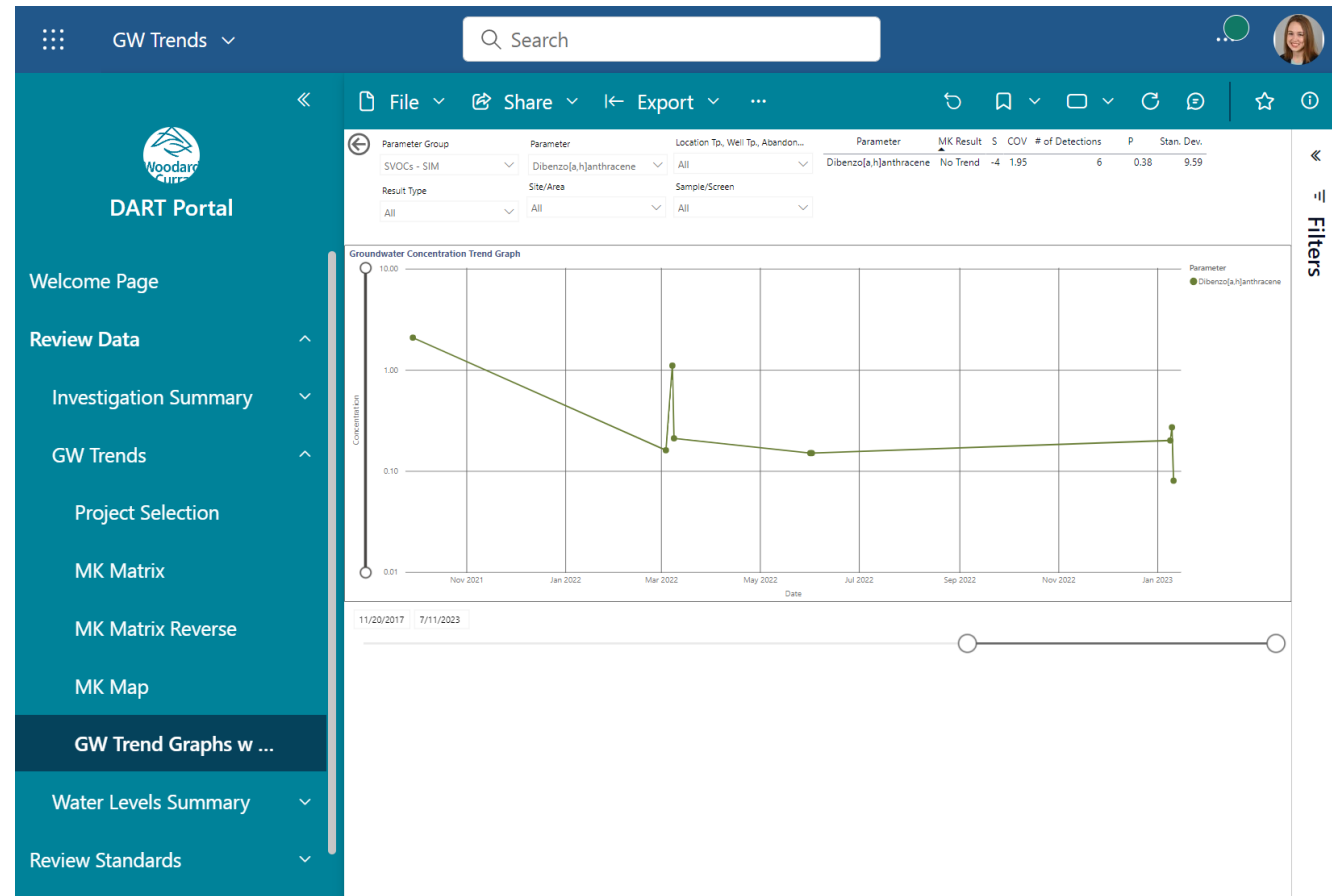 GW Trends
Search
File
Share
Export
Woodard
Curran
DART Portal
Welcome Page
Review Data
Investigation Summary
GW Trends
Project Selection
MK Matrix
MK Matrix Reverse
MK Map
GW Trend Graphs w ...
Water Levels Summary
Review Standards
Parameter Group
Parameter
Location Tp., Well Tp., Abandon...
SVOCs - SIM
Dibenzo[a,h]anthracene
All
Result Type
Site/Area
Sample/Screen
All
All
All
Parameter MK Result S COV # of Detections P Stan. Dev.
Dibenzo[a,h]anthracene No Trend -4 1.95 6 0.38 9.59
Filters
Groundwater Concentration Trend Graph
Parameter
Dibenzo[a,h]anthracene
Concentration
10.00
1.00
0.10
0.01
Nov 2021 Jan 2022 Mar 2022 May 2022 Jul 2022 Sep 2022 Nov 2022 Jan 2023
Date
11/20/2017 7/11/2023